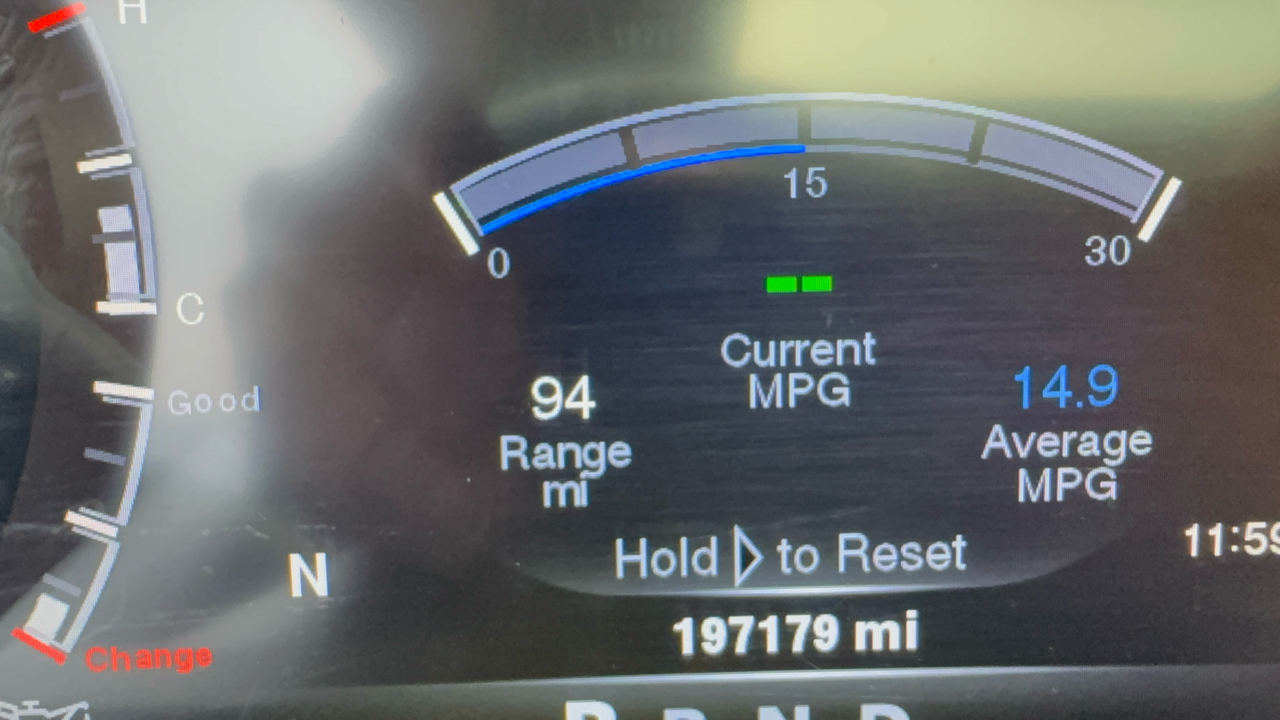 H
15
0
30
C
Current
MPG
94
14.9
Good
Range
mi
Average
MPG
11:59
Hold to Reset
N
197179 mi
Change
P R N D